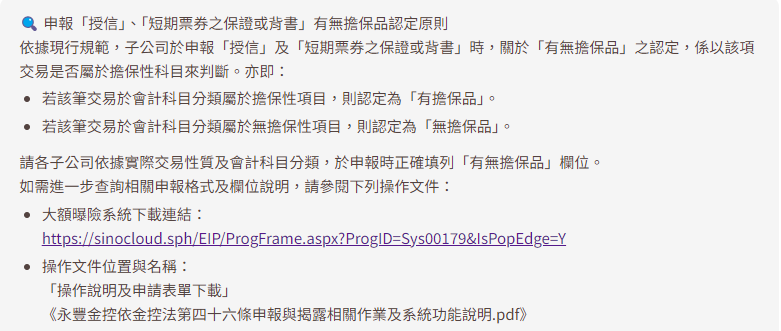 申報「授信」、「短期票券之保證或背書」有無擔保品認定原則
依據現行規範，子公司於申報「授信」及「短期票券之保證或背書」時，關於「有無擔保品」之認定，係以該項
交易是否屬於擔保性科目來判斷。亦即：
• 若該筆交易於會計科目分類屬於擔保性項目，則認定為「有擔保品」。
• 若該筆交易於會計科目分類屬於無擔保性項目，則認定為「無擔保品」。
請各子公司依據實際交易性質及會計科目分類，於申報時正確填列「有無擔保品」欄位。
如需進一步查詢相關申報格式及欄位說明，請參閱下列操作文件：
• 大額曝險系統下載連結：
https://sinocloud.sph/EIP/ProgFrame.aspx?ProgID=Sys00179&IsPopEdge=Y
• 操作文件位置與名稱：
「操作說明及申請表單下載」
《永豐金控依金控法第四十六條申報與揭露相關作業及系統功能說明.pdf》